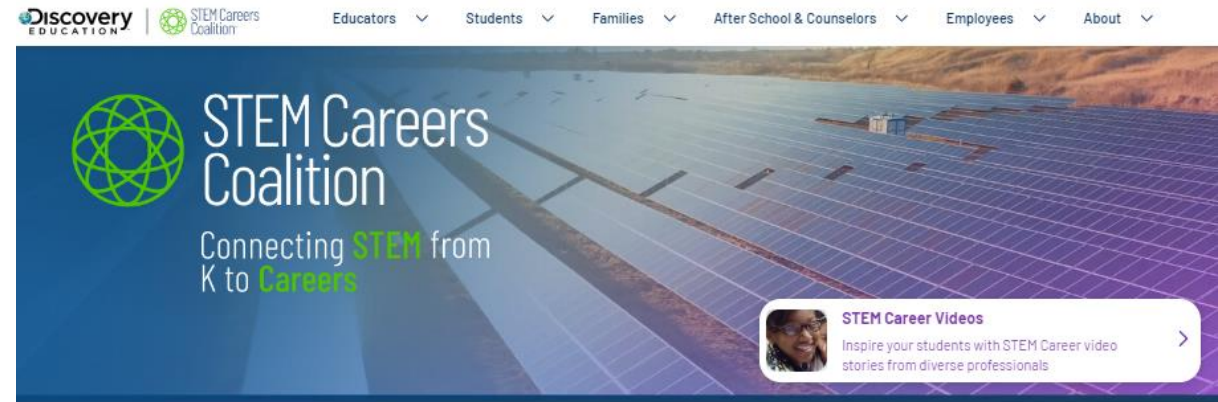 Discovery
EDUCATION
STEM Careers
Coalition
Educators
Students
Families
After School & Counselors
Employees
About
STEM Careers
Coalition
Connecting STEM from
K to Careers
STEM Career Videos
Inspire your students with STEM Career video
stories from diverse professionals